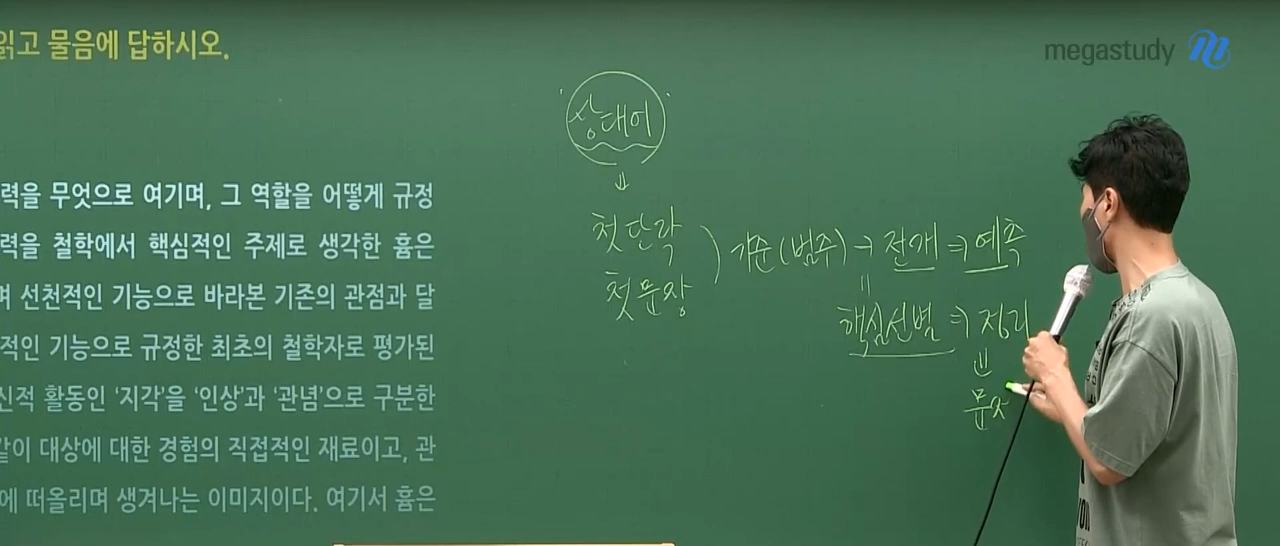 읽고 물음에 답하시오.
megastudy
력을 무엇으로 여기며, 그 역할을 어떻게 규정
력을 철학에서 핵심적인 주제로 생각한 흄은
며 선천적인 기능으로 바라본 기존의 관점과 달
적인 기능으로 규정한 최초의 철학자로 평가된
신적 활동인 '지각'을 '인상'과 '관념'으로 구분한
같이 대상에 대한 경험의 직접적인 재료이고, 관
에 떠올리며 생겨나는 이미지이다. 여기서 흄은
상대어
⇓
첫 단락
첫 문장
) 기준(범주) → 전개 ⇒ 예측
핵심선별 ⇒ 정리